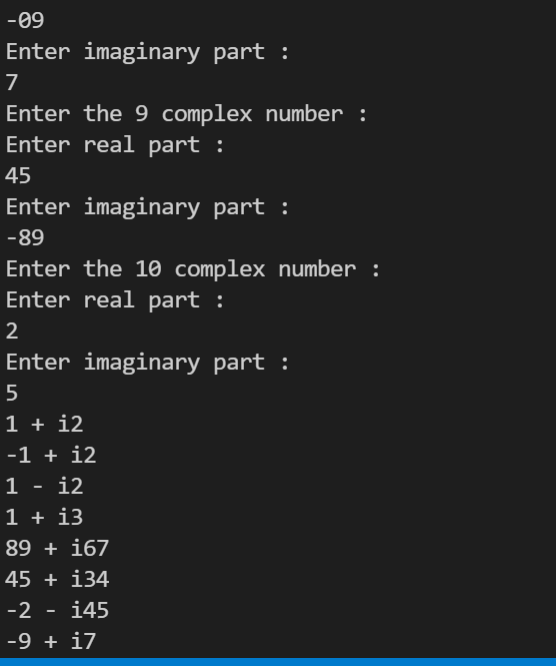 -09
Enter imaginary part :
7
Enter the 9 complex number :
Enter real part :
45
Enter imaginary part :
-89
Enter the 10 complex number :
Enter real part :
2
Enter imaginary part :
5
1 + i2
-1 + i2
1 - i2
1 + i3
89 + i67
45 + i34
-2 - i45
-9 + i7